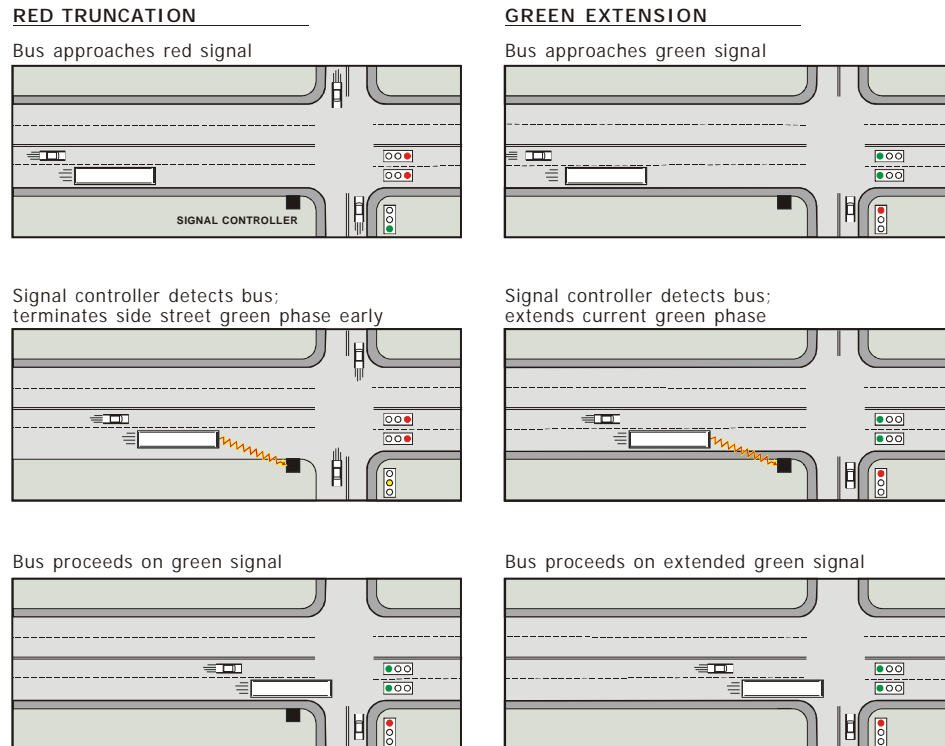 RED TRUNCATION
Bus approaches red signal
SIGNAL CONTROLLER
Signal controller detects bus;
terminates side street green phase early
Bus proceeds on green signal
GREEN EXTENSION
Bus approaches green signal
Signal controller detects bus;
extends current green phase
Bus proceeds on extended green signal